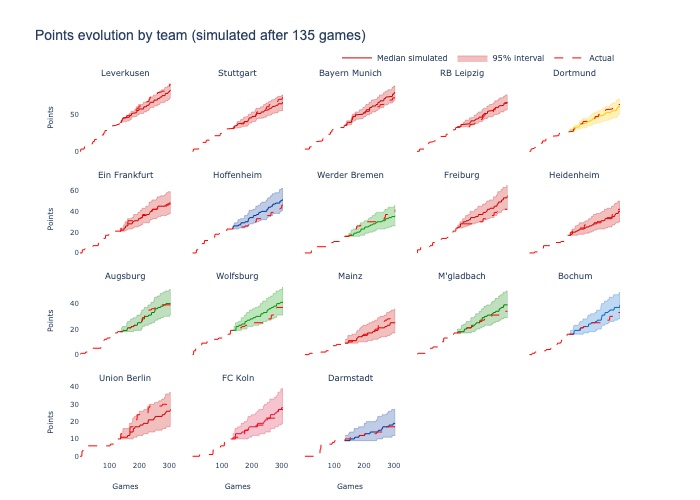 Points evolution by team (simulated after 135 games)
Median simulated 95% interval Actual
Leverkusen Stuttgart Bayern Munich RB Leipzig Dortmund
50
0
Points
Ein Frankfurt Hoffenheim Werder Bremen Freiburg Heidenheim
60
40
20
0
Points
Augsburg Wolfsburg Mainz M'gladbach Bochum
40
20
0
Points
Union Berlin FC Koln Darmstadt
40
30
20
10
0
Points
100 200 300 100 200 300 100 200 300
Games Games Games